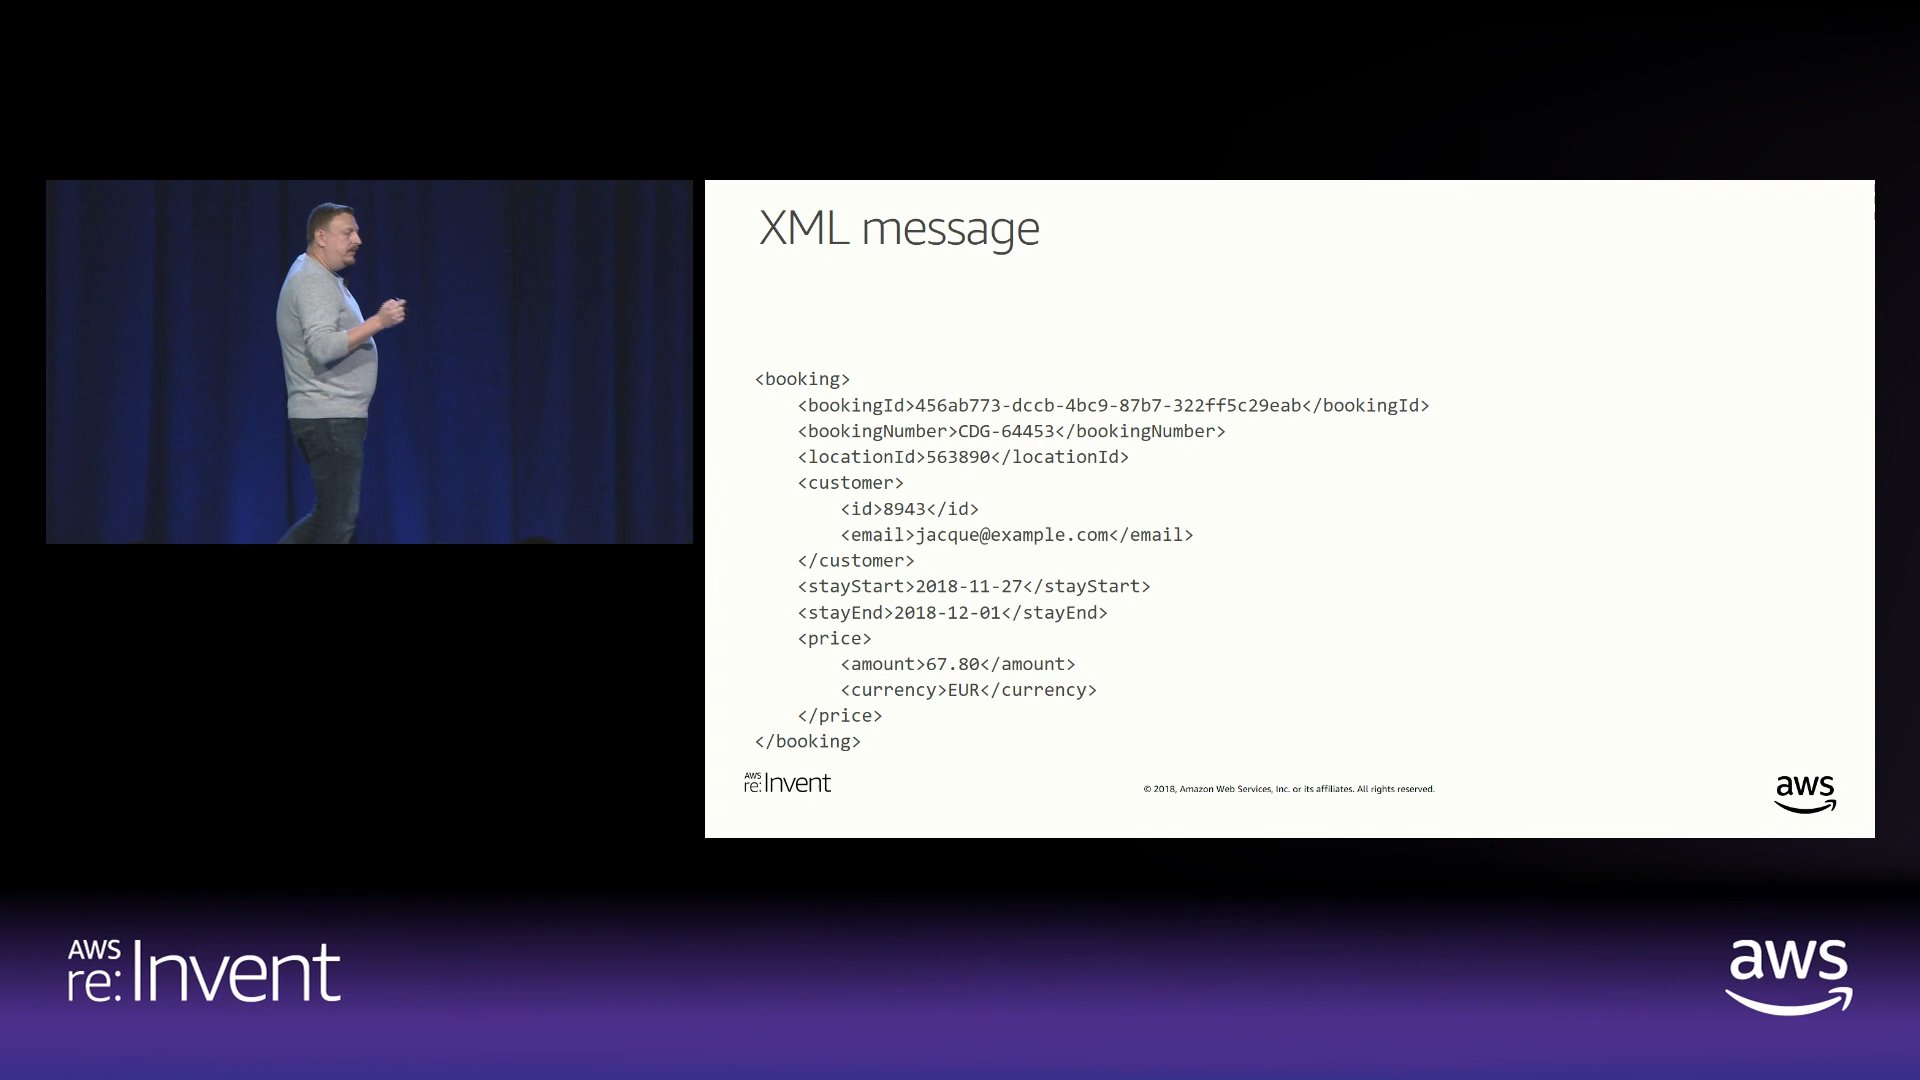 XML message
<booking>
    <bookingId>456ab773-dccb-4bc9-87b7-322ff5c29eab</bookingId>
    <bookingNumber>CDG-64453</bookingNumber>
    <locationId>563890</locationId>
    <customer>
        <id>8943</id>
        <email>jacque@example.com</email>
    </customer>
    <stayStart>2018-11-27</stayStart>
    <stayEnd>2018-12-01</stayEnd>
    <price>
        <amount>67.80</amount>
        <currency>EUR</currency>
    </price>
</booking>
AWS
re:Invent
© 2018, Amazon Web Services, Inc. or its affiliates. All rights reserved.
aws
AWS
re:Invent
aws